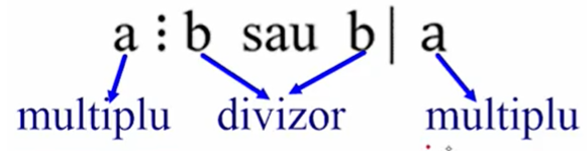 a ⋮ b sau b | a
multiplu divizor multiplu